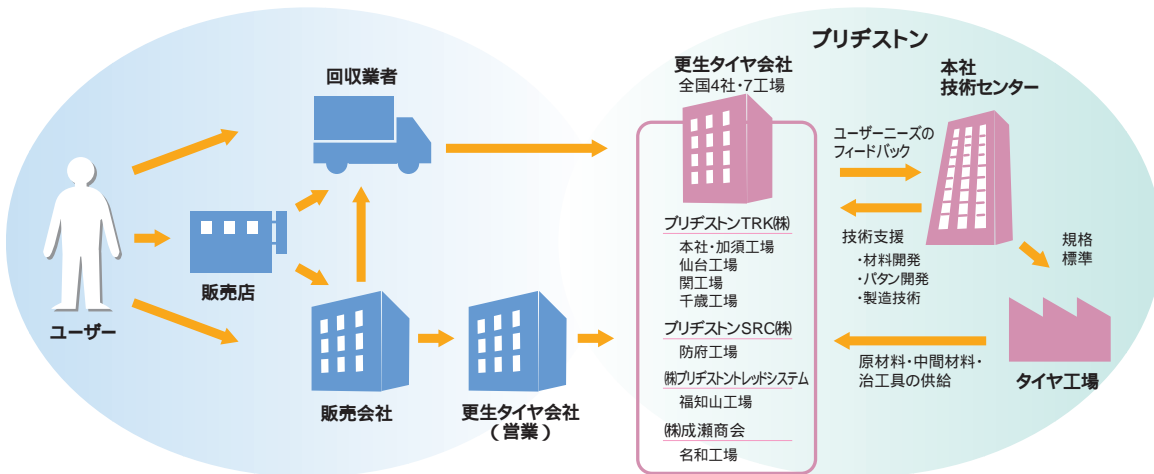 ブリヂストン
回収業者
更生タイヤ会社
全国4社・7工場
本社
技術センター
ユーザーニーズの
フィードバック
ブリヂストンTRK㈱
本社・加須工場
仙台工場
関工場
千歳工場
技術支援
・材料開発
・パタン開発
・製造技術
規格
標準
販売店
ユーザー
ブリヂストンSRC㈱
防府工場
㈱ブリヂストントレッドシステム
福知山工場
㈱成瀬商会
名和工場
原材料・中間材料・
治工具の供給
タイヤ工場
販売会社
更生タイヤ会社
(営業)